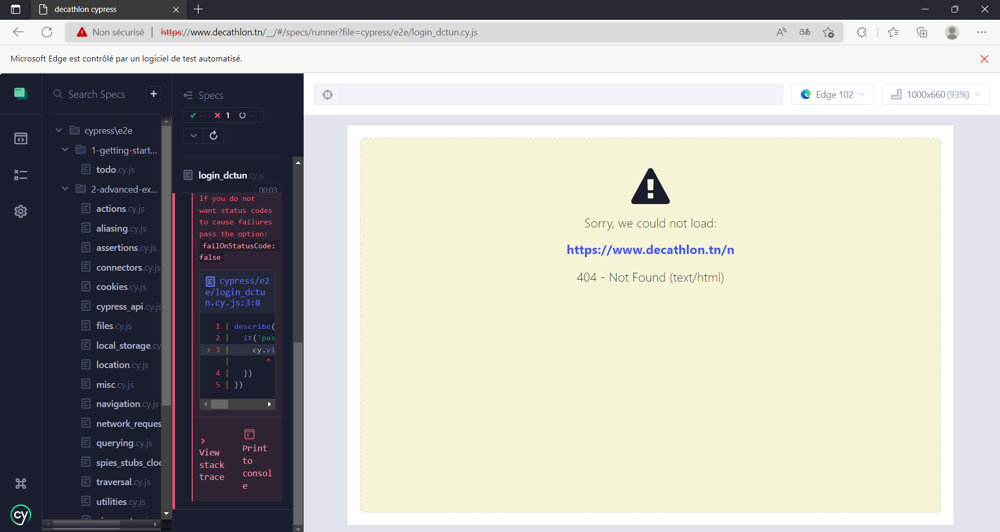 decathlon cypress
Non sécurisé
https://www.decathlon.tn/__/#/specs/runner?file=cypress/e2e/login_dctun.cy.js
Microsoft Edge est contrôlé par un logiciel de test automatisé.
Search Specs
cypress\e2e
1-getting-start...
todo.cy.js
2-advanced-ex...
actions.cy.js
aliasing.cy.js
assertions.cy.js
connectors.cy.js
cookies.cy.js
cypress_api.cy.js
files.cy.js
local_storage.cy
location.cy.js
misc.cy.js
navigation.cy.js
network_reques
querying.cy.js
spies_stubs_cloc
traversal.cy.js
utilities.cy.js
cy
Specs
-- 1 --
login_dctun.cy.js
00:03
If you do not
want status codes
to cause failures
pass the option:
failOnStatusCode:
false
cypress/e2
e/login_dctu
n.cy.js:3:8
1 | describe(
2 | it('pas
> 3 | cy.vi
| ^
4 | })
5 | })
View
stack
trace
Print
to
consol
e
Edge 102
1000x660 (93%)
Sorry, we could not load:
https://www.decathlon.tn/n
404 - Not Found (text/html)